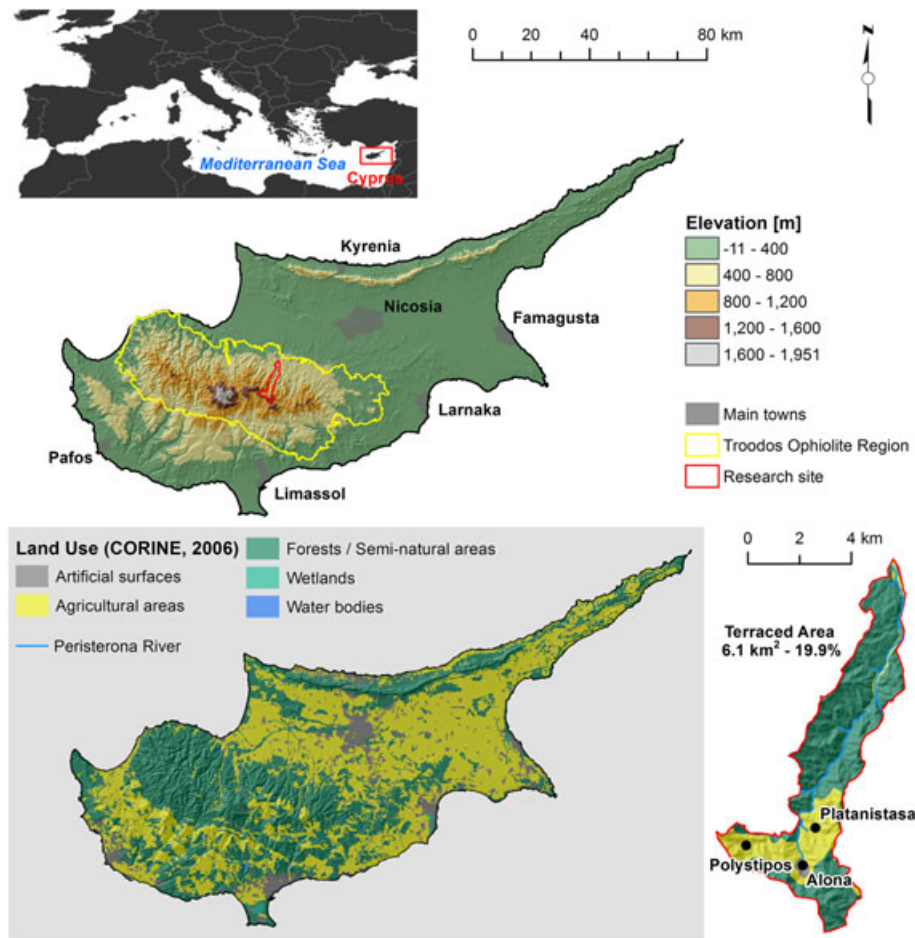 0 20 40 80 km
N
Mediterranean Sea
Cyprus
Kyrenia
Nicosia
Famagusta
Larnaka
Pafos
Limassol
Elevation [m]
-11 - 400
400 - 800
800 - 1,200
1,200 - 1,600
1,600 - 1,951
Main towns
Troodos Ophiolite Region
Research site
Land Use (CORINE, 2006)
Artificial surfaces
Agricultural areas
Peristerona River
Forests / Semi-natural areas
Wetlands
Water bodies
0 2 4 km
Terraced Area
6.1 km² - 19.9%
Platanistasa
Polystipos
Alona